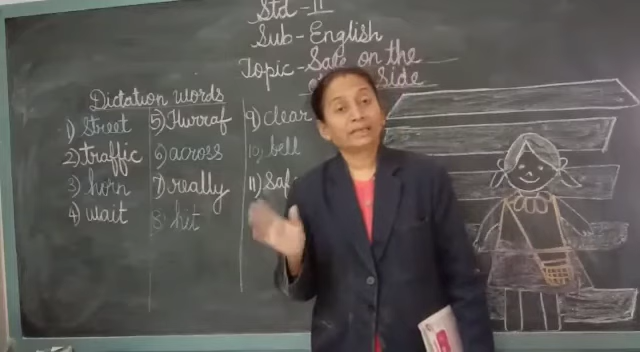 Std - II
Sub - English
Topic - Safe on the
Side
Dictation words
1) Street
2) traffic
3) horn
4) wait
5) Hurraf
6) across
7) really
8) hit
9) clear
10) bell
11)